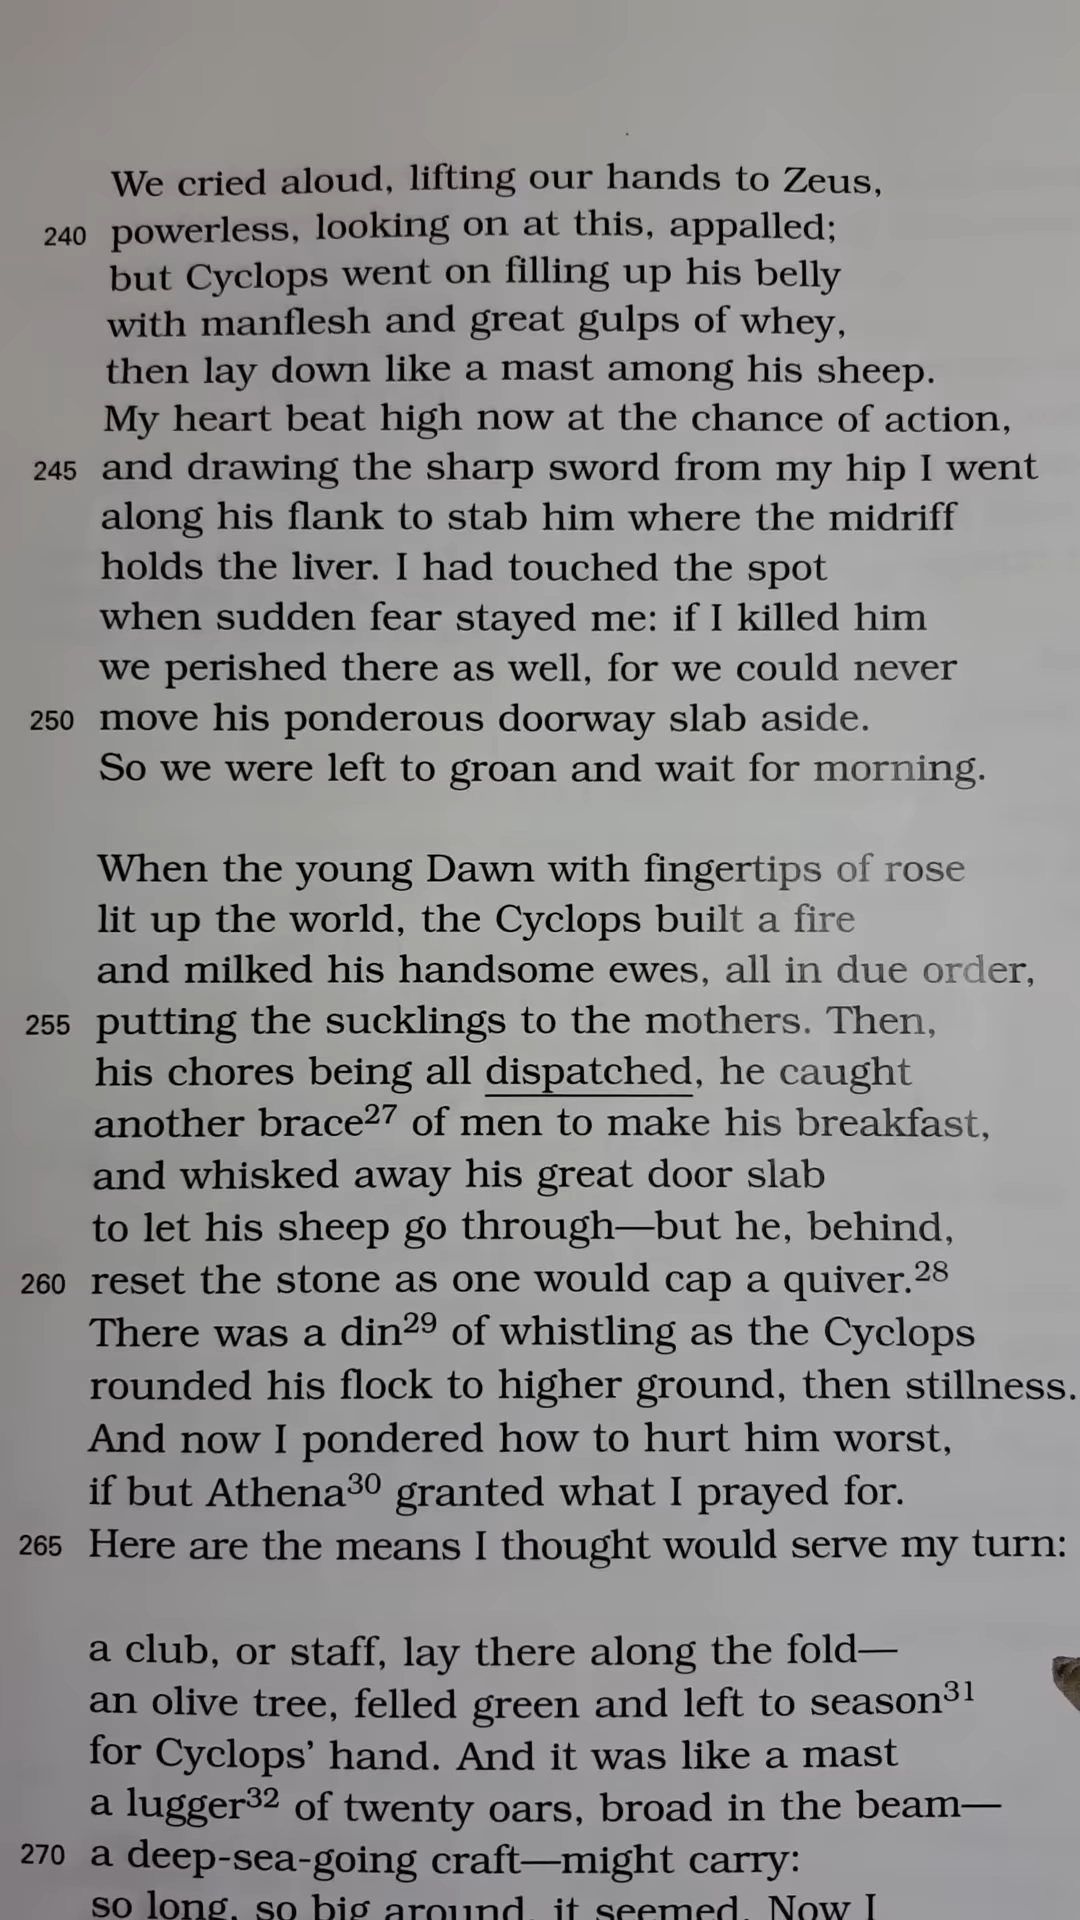 We cried aloud, lifting our hands to Zeus,
240 powerless, looking on at this, appalled;
but Cyclops went on filling up his belly
with manflesh and great gulps of whey,
then lay down like a mast among his sheep.
My heart beat high now at the chance of action,
245 and drawing the sharp sword from my hip I went
along his flank to stab him where the midriff
holds the liver. I had touched the spot
when sudden fear stayed me: if I killed him
we perished there as well, for we could never
250 move his ponderous doorway slab aside.
So we were left to groan and wait for morning.
When the young Dawn with fingertips of rose
lit up the world, the Cyclops built a fire
and milked his handsome ewes, all in due order,
255 putting the sucklings to the mothers. Then,
his chores being all dispatched, he caught
another brace27 of men to make his breakfast,
and whisked away his great door slab
to let his sheep go through—but he, behind,
260 reset the stone as one would cap a quiver.28
There was a din29 of whistling as the Cyclops
rounded his flock to higher ground, then stillness.
And now I pondered how to hurt him worst,
if but Athena30 granted what I prayed for.
265 Here are the means I thought would serve my turn:
a club, or staff, lay there along the fold—
an olive tree, felled green and left to season31
for Cyclops’ hand. And it was like a mast
a lugger32 of twenty oars, broad in the beam—
270 a deep-sea-going craft—might carry:
so long, so big around, it seemed. Now I